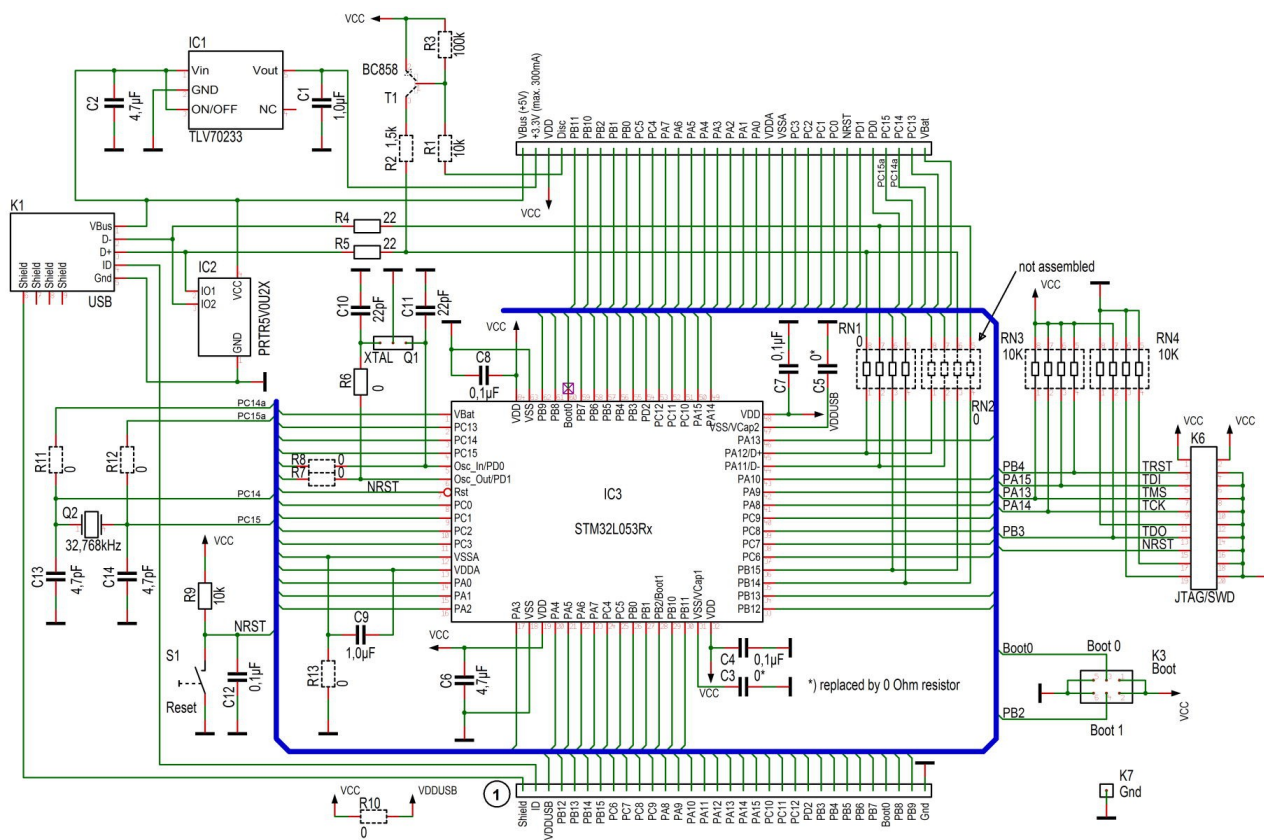 VCC
R3
100k
BC858
T1
IC1
Vin
Vout
GND
ON/OFF
NC
TLV70233
C2
4,7µF
C1
1,0µF
R2
1,5k
R1
10k
VBus (+5V)
+3.3V (max. 300mA)
VDD
Disc
PB11
PB10
PB2
PB1
PB0
PC5
PC4
PA7
PA6
PA5
PA4
PA3
PA2
PA1
PA0
VDDA
VSSA
PC3
PC2
PC1
PC0
NRST
PD1
PD0
PC15
PC14
PC13
VBat
PC15a
PC14a
VCC
K1
VBus
D-
D+
ID
Gnd
Shield
Shield
Shield
Shield
USB
R4
22
R5
22
IC2
IO1
IO2
VCC
GND
PRTR5V0U2X
C10
22pF
C11
22pF
XTAL
Q1
R6
0
VCC
C8
0,1µF
C7
0,1µF
C5
0*
VDDUSB
not assembled
RN1
0
RN2
0
VCC
RN3
10K
RN4
10K
PC14a
PC15a
R11
0
R12
0
PC14
PC15
Q2
32,768kHz
C13
4,7pF
C14
4,7pF
R8
0
R7
0
NRST
VDD
VSS
PB9
PB8
Boot0
PB7
PB6
PB5
PB4
PB3
PD2
PC12
PC11
PC10
PA15
PA14
VBat
PC13
PC14
PC15
Osc_In/PD0
Osc_Out/PD1
Rst
PC0
PC1
PC2
PC3
VSSA
VDDA
PA0
PA1
PA2
IC3
STM32L053Rx
VDD
VSS/VCap2
PA13
PA12/D+
PA11/D-
PA10
PA9
PA8
PC9
PC8
PC7
PC6
PB15
PB14
PB13
PB12
PA3
VSS
VDD
PA4
PA5
PA6
PA7
PC4
PC5
PB0
PB1
PB2/Boot1
PB10
PB11
VSS/VCap1
VDD
VCC
VCC
K6
PB4
TRST
PA15
TDI
PA13
TMS
PA14
TCK
PB3
TDO
NRST
JTAG/SWD
VCC
R9
10k
NRST
S1
Reset
C12
0,1µF
R13
0
C9
1,0µF
VCC
C6
4,7µF
C4
0,1µF
VCC
C3
0*
*) replaced by 0 Ohm resistor
Boot0
Boot 0
K3
Boot
VCC
PB2
Boot 1
K7
Gnd
VCC
VDDUSB
R10
0
1
Shield
ID
VDDUSB
PB12
PB13
PB14
PB15
PC6
PC7
PC8
PC9
PA8
PA9
PA10
PA11
PA12
PA13
PA14
PA15
PC10
PC11
PC12
PD2
PB3
PB4
PB5
PB6
PB7
Boot0
PB8
PB9
Gnd